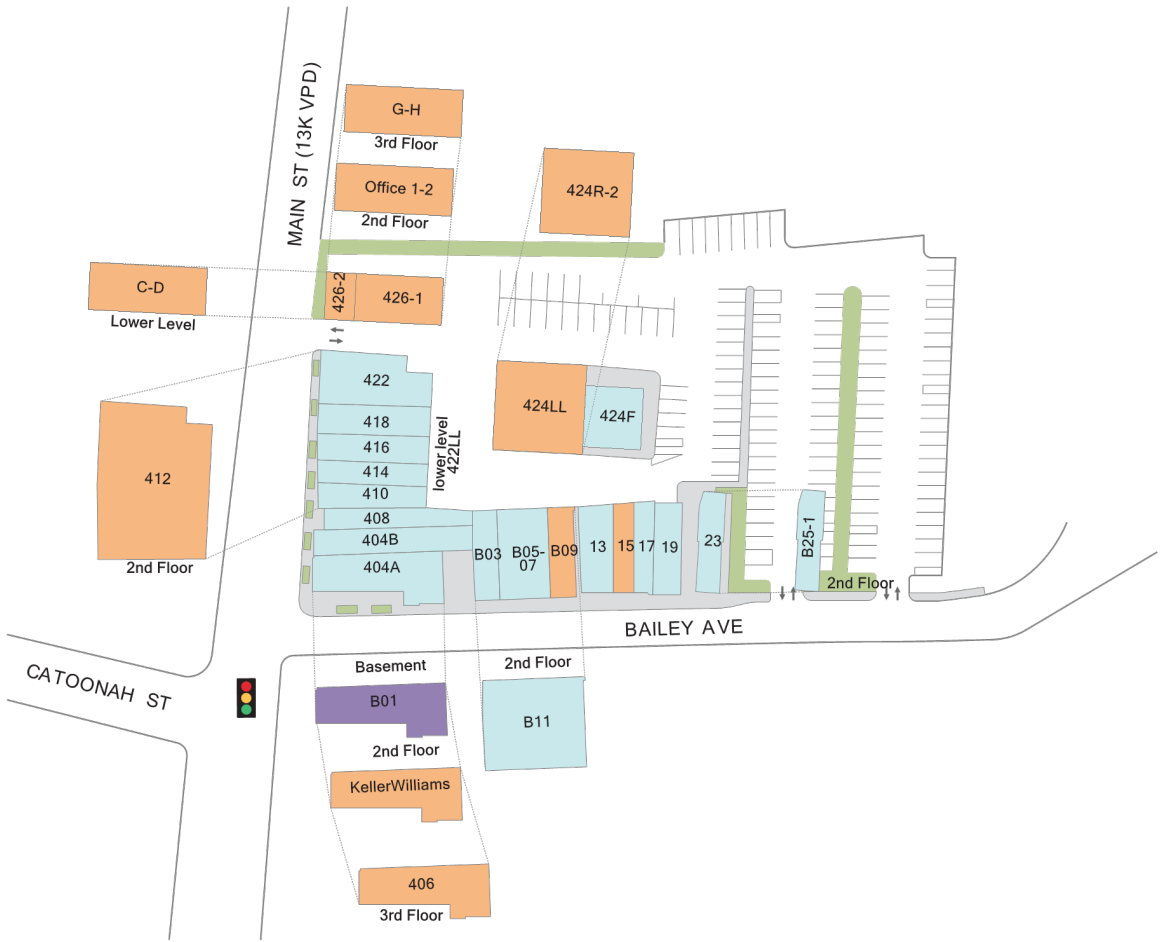 G-H
3rd Floor
MAIN ST (13K VPD)
Office 1-2
2nd Floor
424R-2
C-D
Lower Level
426-2
426-1
422
418
416
414
410
408
404B
404A
lower level
422LL
424LL
424F
412
2nd Floor
B03
B05-
07
B09
13
15
17
19
23
B25-1
2nd Floor
BAILEY AVE
CATOONAH ST
Basement
B01
2nd Floor
B11
2nd Floor
KellerWilliams
406
3rd Floor